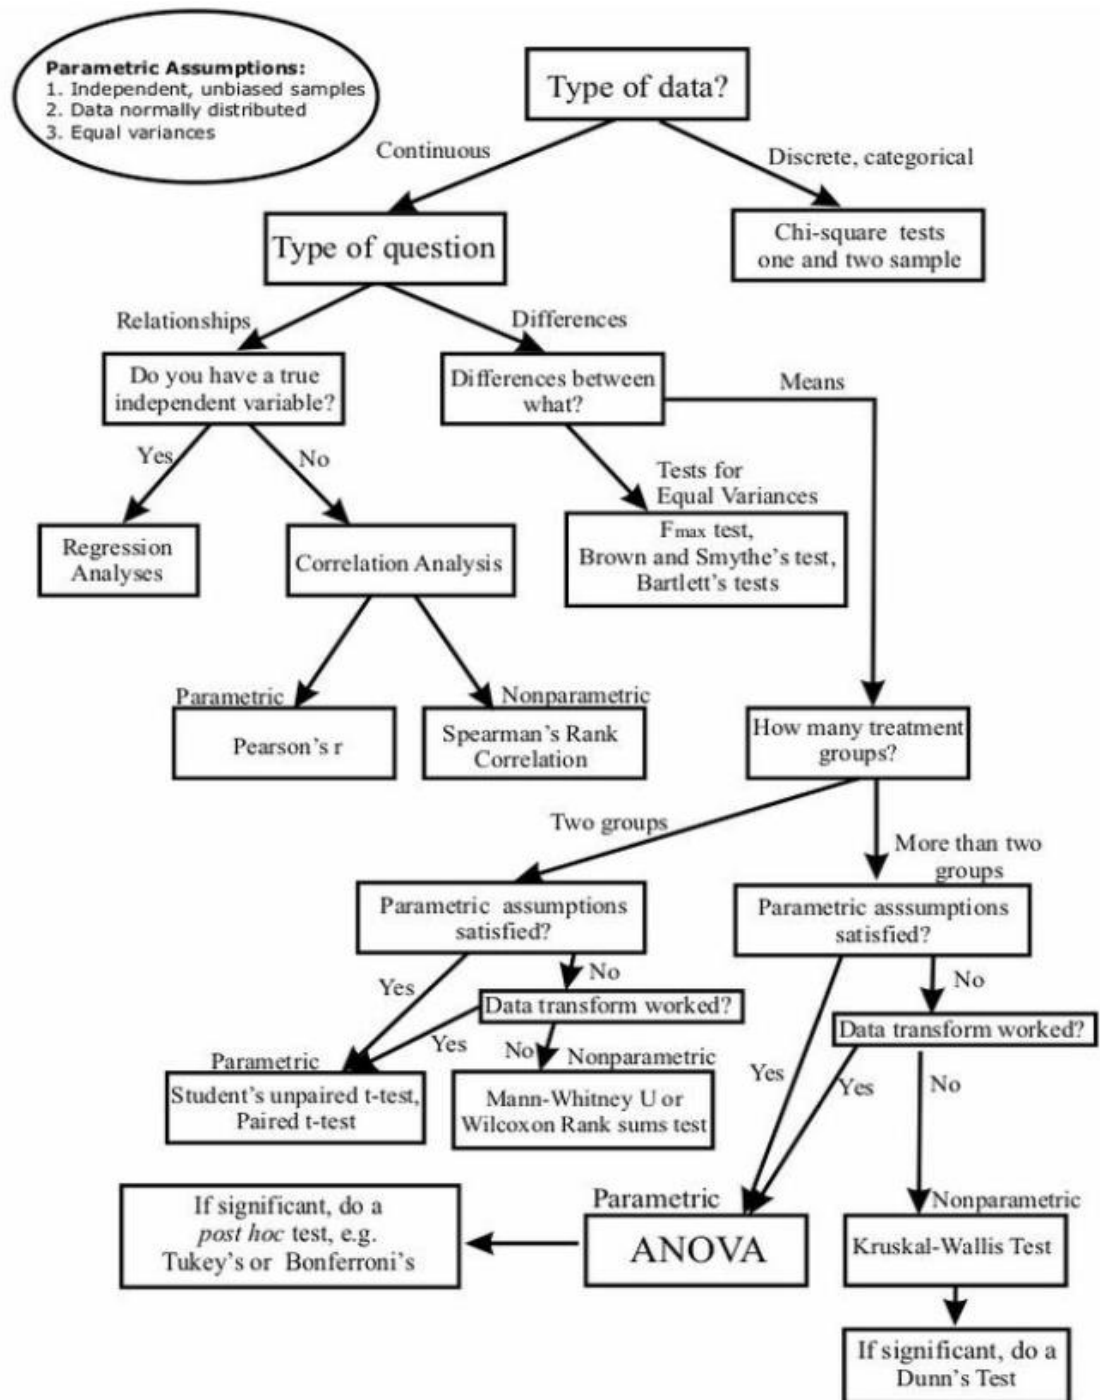 Parametric Assumptions:
1. Independent, unbiased samples
2. Data normally distributed
3. Equal variances
Type of data?
Continuous
Discrete, categorical
Type of question
Chi-square tests
one and two sample
Relationships
Differences
Do you have a true
independent variable?
Differences between
what?
Means
Yes
No
Tests for
Equal Variances
Regression
Analyses
Correlation Analysis
Fmax test,
Brown and Smythe's test,
Bartlett's tests
Parametric
Nonparametric
Pearson's r
Spearman's Rank
Correlation
How many treatment
groups?
Two groups
More than two
groups
Parametric assumptions
satisfied?
Parametric asssumptions
satisfied?
Yes
No
No
Data transform worked?
Data transform worked?
Yes
No
Parametric
Nonparametric
Yes
Yes
No
Student's unpaired t-test,
Paired t-test
Mann-Whitney U or
Wilcoxon Rank sums test
If significant, do a
post hoc test, e.g.
Tukey's or Bonferroni's
Parametric
ANOVA
Nonparametric
Kruskal-Wallis Test
If significant, do a
Dunn's Test